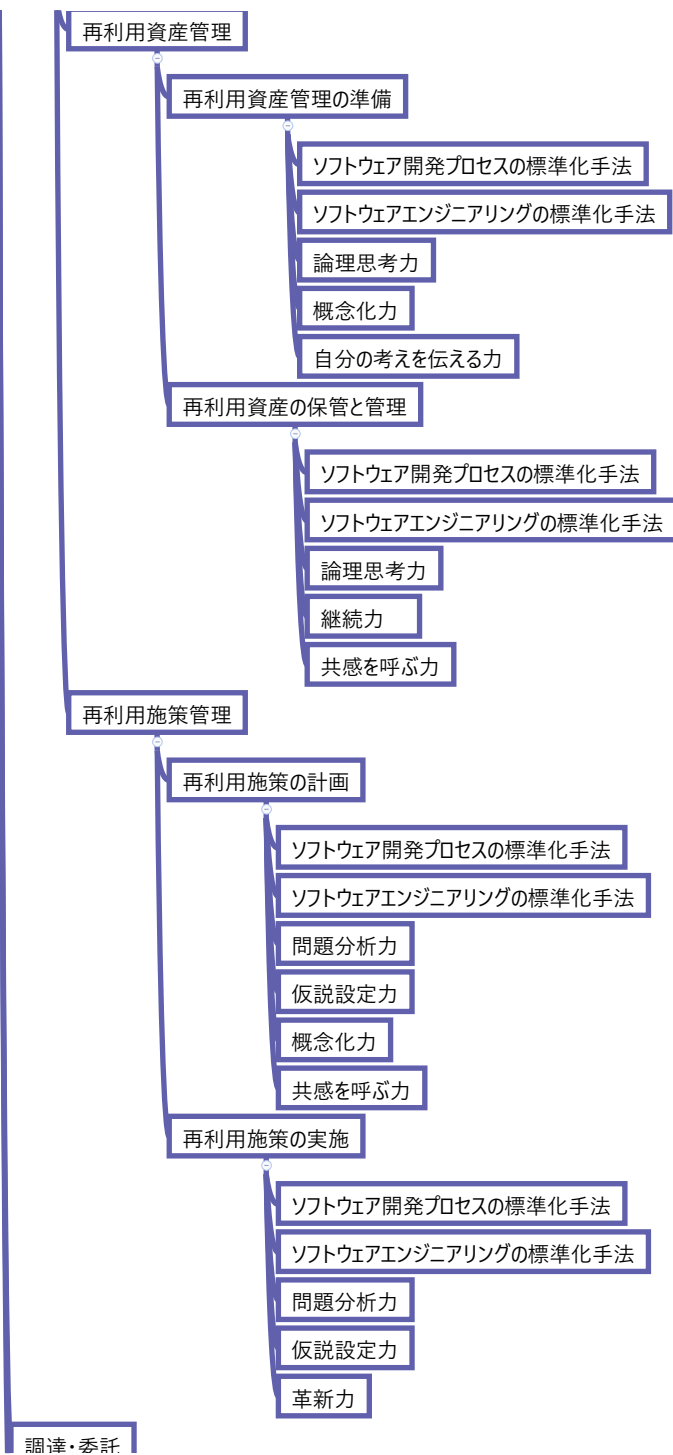 再利用資産管理
再利用資産管理の準備
ソフトウェア開発プロセスの標準化手法
ソフトウェアエンジニアリングの標準化手法
論理思考力
概念化力
自分の考えを伝える力
再利用資産の保管と管理
ソフトウェア開発プロセスの標準化手法
ソフトウェアエンジニアリングの標準化手法
論理思考力
継続力
共感を呼ぶ力
再利用施策管理
再利用施策の計画
ソフトウェア開発プロセスの標準化手法
ソフトウェアエンジニアリングの標準化手法
問題分析力
仮説設定力
概念化力
共感を呼ぶ力
再利用施策の実施
ソフトウェア開発プロセスの標準化手法
ソフトウェアエンジニアリングの標準化手法
問題分析力
仮説設定力
革新力
調達・委託